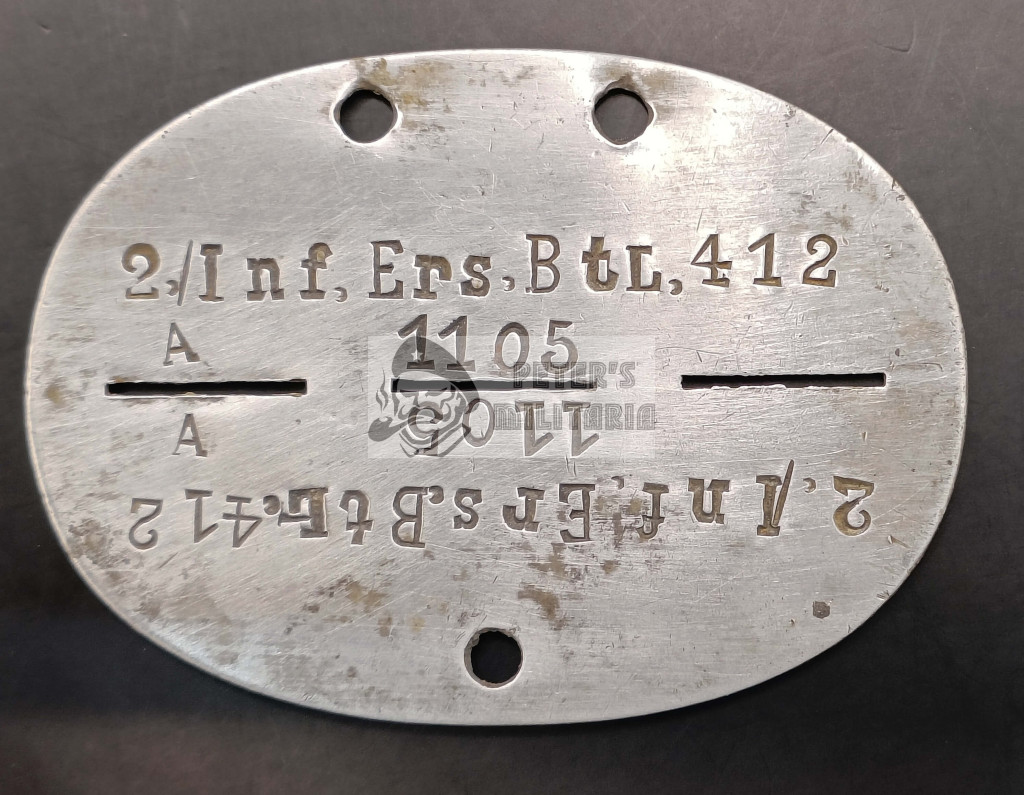 2./Inf. Ers. Btl. 412
A 1105
PETER'S
MILITARIA
A 1105
2./Inf. Ers. Btl. 412